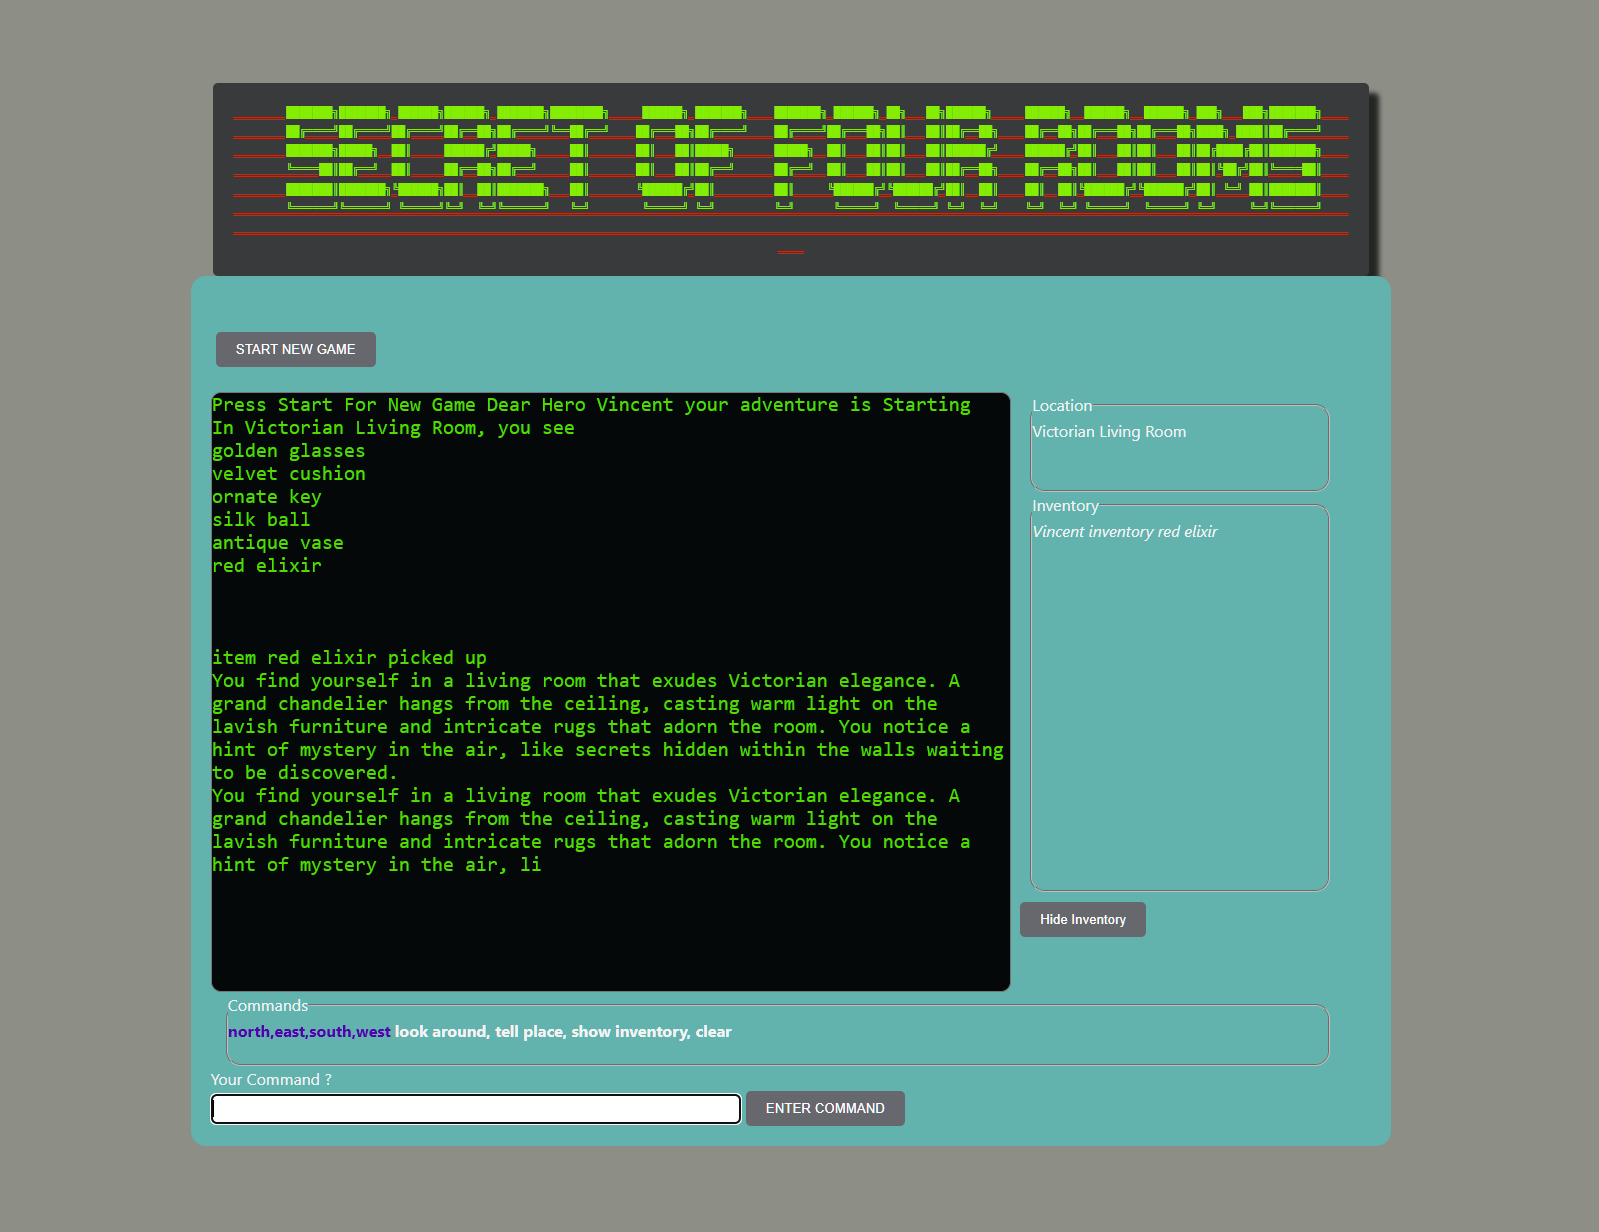 SECRET OF FOUR ROOMS
START NEW GAME
Press Start For New Game Dear Hero Vincent your adventure is Starting
In Victorian Living Room, you see
golden glasses
velvet cushion
ornate key
silk ball
antique vase
red elixir
item red elixir picked up
You find yourself in a living room that exudes Victorian elegance. A
grand chandelier hangs from the ceiling, casting warm light on the
lavish furniture and intricate rugs that adorn the room. You notice a
hint of mystery in the air, like secrets hidden within the walls waiting
to be discovered.
You find yourself in a living room that exudes Victorian elegance. A
grand chandelier hangs from the ceiling, casting warm light on the
lavish furniture and intricate rugs that adorn the room. You notice a
hint of mystery in the air, li
Location
Victorian Living Room
Inventory
Vincent inventory red elixir
Hide Inventory
Commands
north,east,south,west look around, tell place, show inventory, clear
Your Command ?
ENTER COMMAND